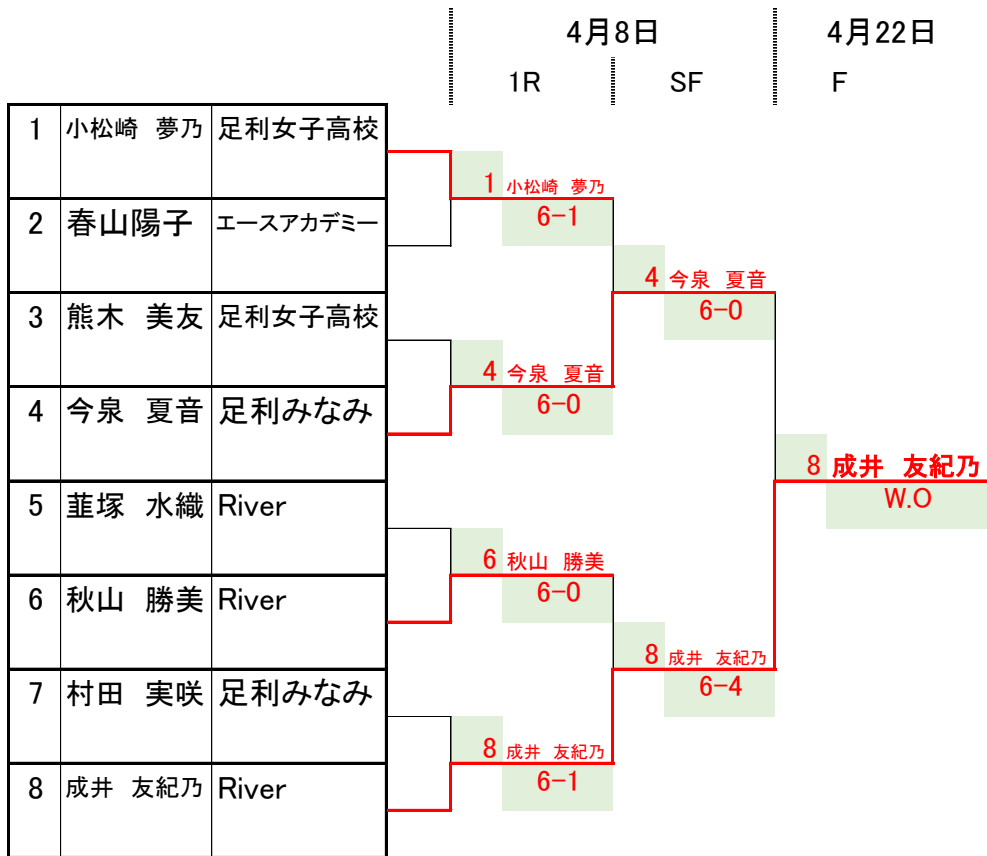 4月8日 4月22日
1R SF F
1 小松崎 夢乃 足利女子高校
1 小松崎 夢乃
6-1
2 春山陽子 エースアカデミー
4 今泉 夏音
6-0
3 熊木 美友 足利女子高校
4 今泉 夏音
6-0
4 今泉 夏音 足利みなみ
8 成井 友紀乃
W.O
5 韮塚 水織 River
6 秋山 勝美
6-0
6 秋山 勝美 River
8 成井 友紀乃
6-4
7 村田 実咲 足利みなみ
8 成井 友紀乃
6-1
8 成井 友紀乃 River